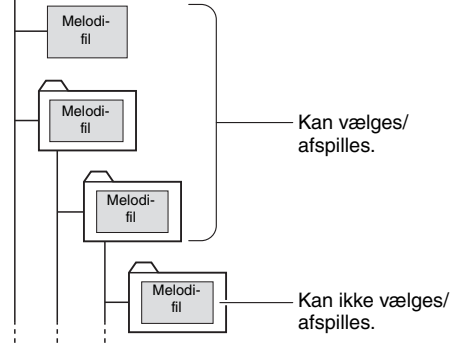 Melodi-
fil
Melodi-
fil
Kan vælges/
afspilles.
Melodi-
fil
Melodi-
fil
Kan ikke vælges/
afspilles.